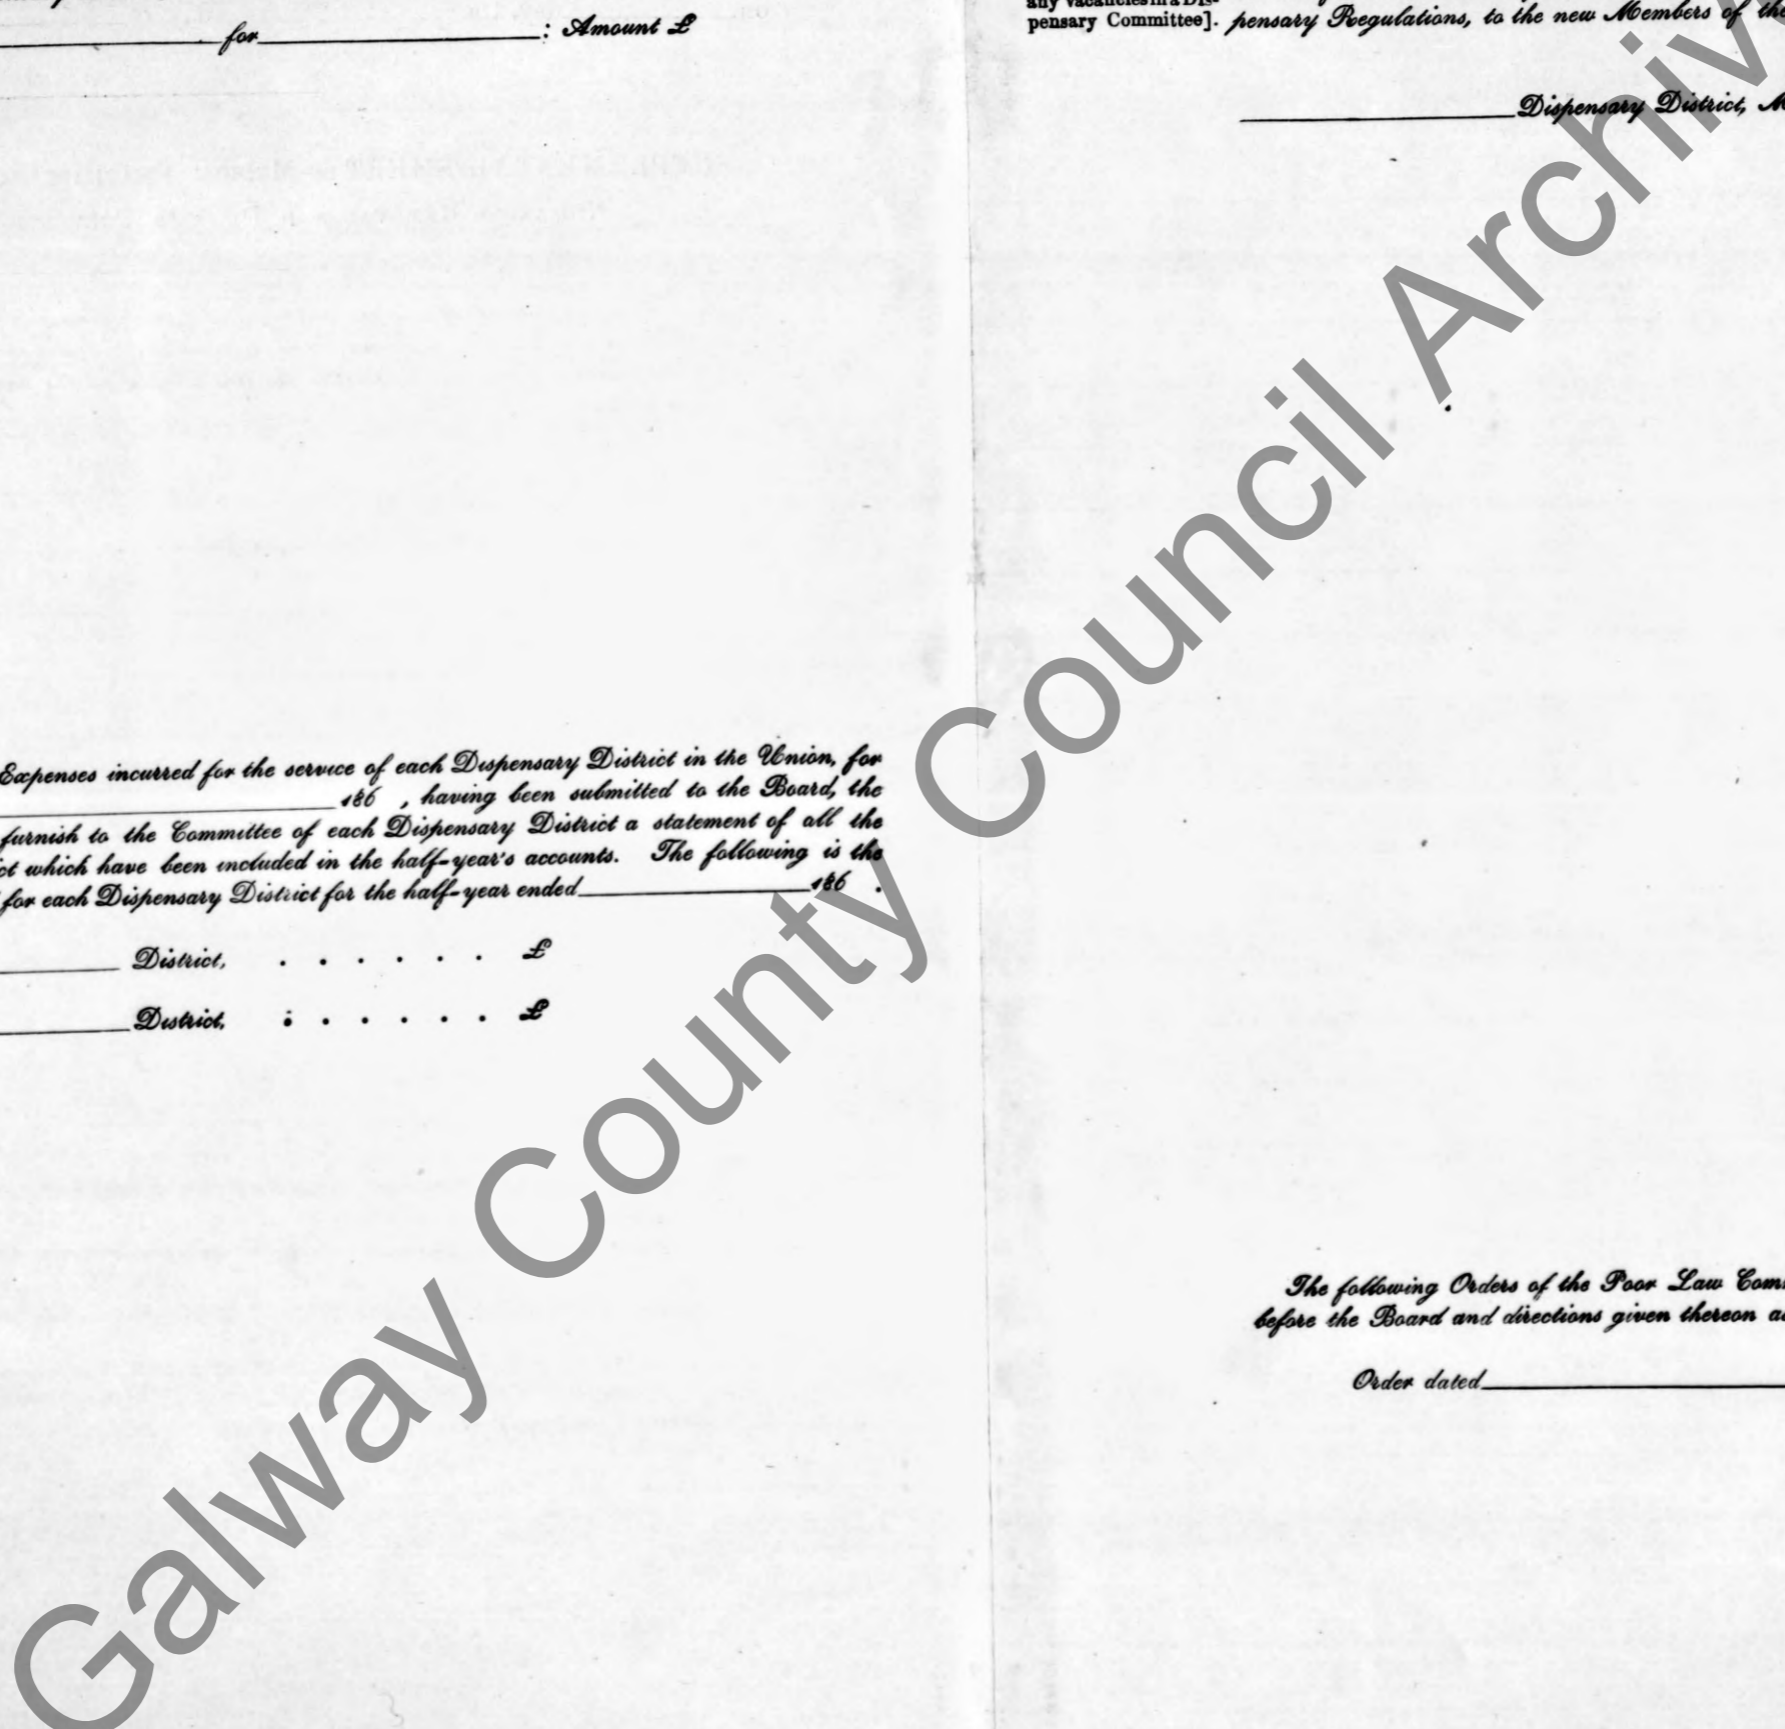 for : Amount £
Expenses incurred for the service of each Dispensary District in the Union, for
186 , having been submitted to the Board, the
furnish to the Committee of each Dispensary District a statement of all the
ct which have been included in the half-year's accounts. The following is the
for each Dispensary District for the half-year ended 186 .
District, . . . . . . £
District, . . . . . . £
any vacancies in a Dis-
pensary Committee]. pensary Regulations, to the new Members of the
Dispensary District, M
The following Orders of the Poor Law Com
before the Board and directions given thereon a
Order dated
Galway County Council Archiv